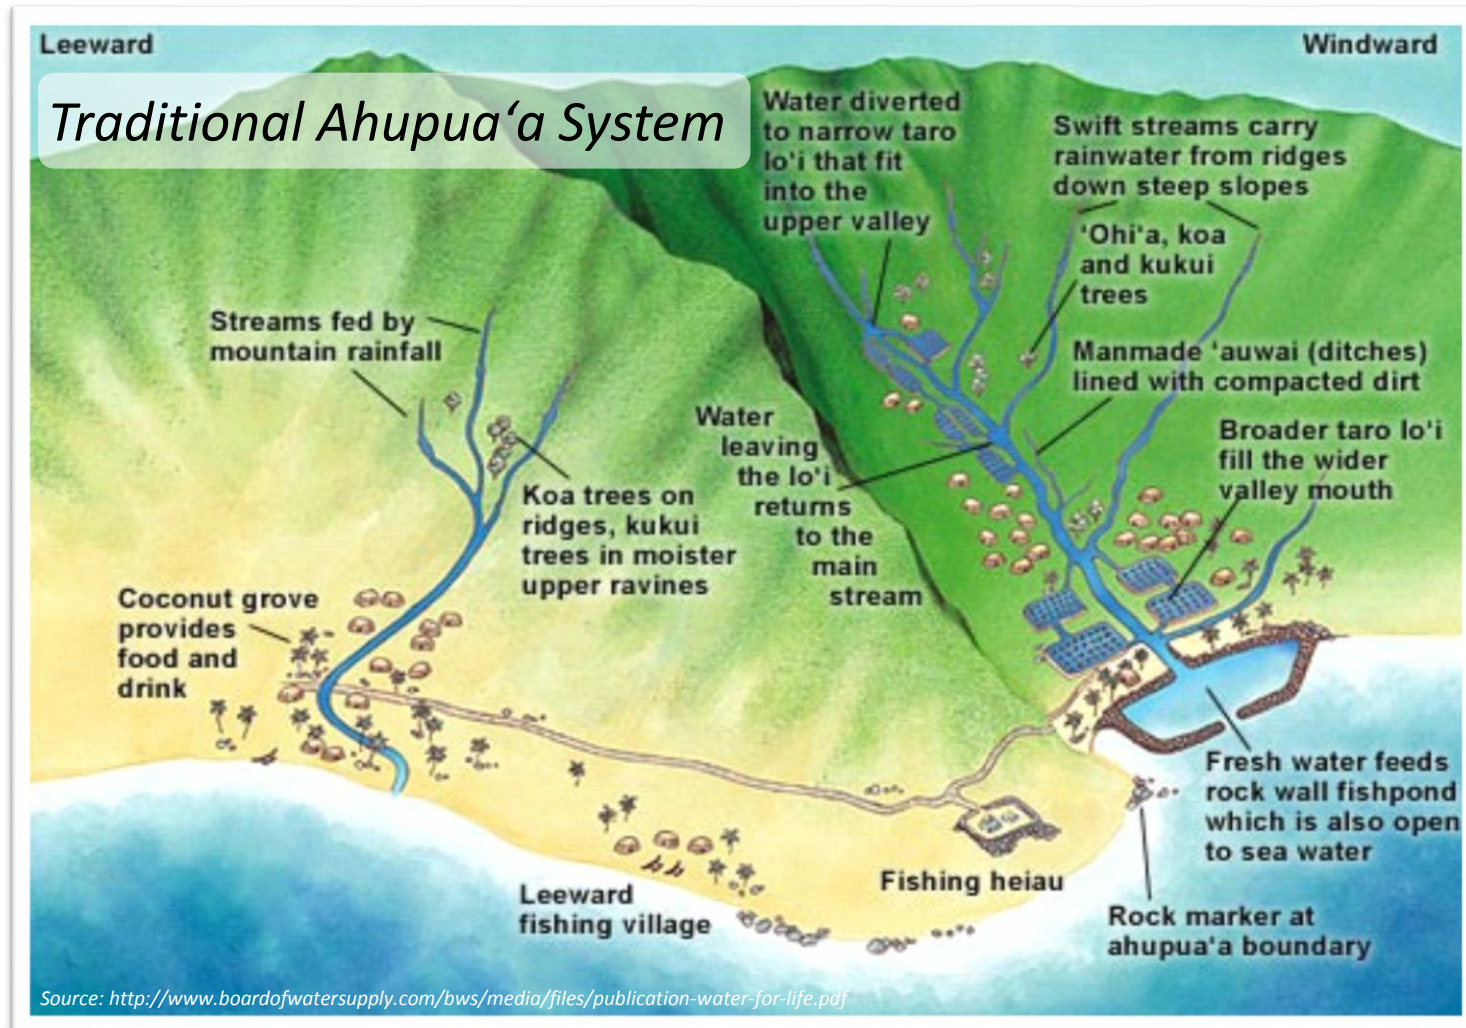 Leeward
Windward
Traditional Ahupua‘a System
Water diverted
to narrow taro
lo‘i that fit
into the
upper valley
Swift streams carry
rainwater from ridges
down steep slopes
‘Ohi‘a, koa
and kukui
trees
Streams fed by
mountain rainfall
Manmade ‘auwai (ditches)
lined with compacted dirt
Water
leaving
the lo‘i
returns
to the
main
stream
Broader taro lo‘i
fill the wider
valley mouth
Koa trees on
ridges, kukui
trees in moister
upper ravines
Coconut grove
provides
food and
drink
Fresh water feeds
rock wall fishpond
which is also open
to sea water
Fishing heiau
Leeward
fishing village
Rock marker at
ahupua‘a boundary
Source: http://www.boardofwatersupply.com/bws/media/files/publication-water-for-life.pdf